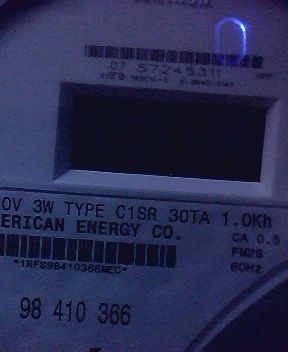 07 57245311
0V 3W TYPE C1SR 30TA 1.0Kh
ERICAN ENERGY CO.
CA 0.5
FM2S
60HZ
*1NFS98410366MEC*
98 410 366